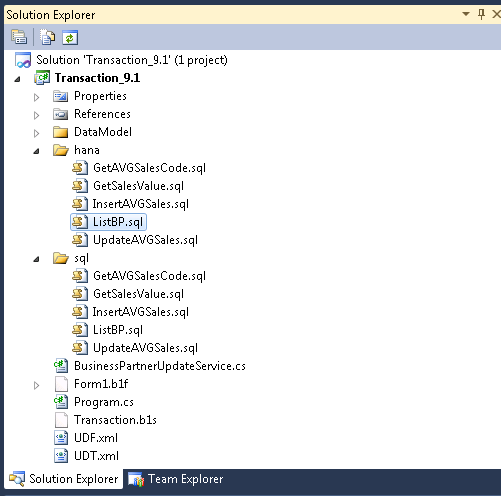 Solution Explorer
Solution 'Transaction_9.1' (1 project)
Transaction_9.1
Properties
References
DataModel
hana
GetAVGSalesCode.sql
GetSalesValue.sql
InsertAVGSales.sql
ListBP.sql
UpdateAVGSales.sql
sql
GetAVGSalesCode.sql
GetSalesValue.sql
InsertAVGSales.sql
ListBP.sql
UpdateAVGSales.sql
BusinessPartnerUpdateService.cs
Form1.b1f
Program.cs
Transaction.b1s
UDF.xml
UDT.xml
Solution Explorer Team Explorer